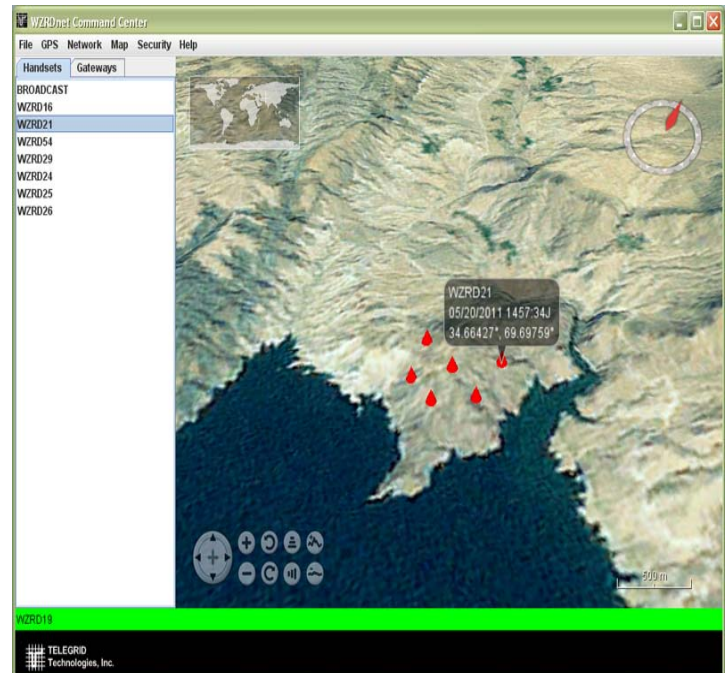 WZRDnet Command Center
File GPS Network Map Security Help
Handsets Gateways
BROADCAST
WZRD16
WZRD21
WZRD54
WZRD29
WZRD24
WZRD25
WZRD26
WZRD21
05/20/2011 1457:34J
34.66427°, 69.69759°
500 m
WZRD19
TELEGRID
Technologies, Inc.